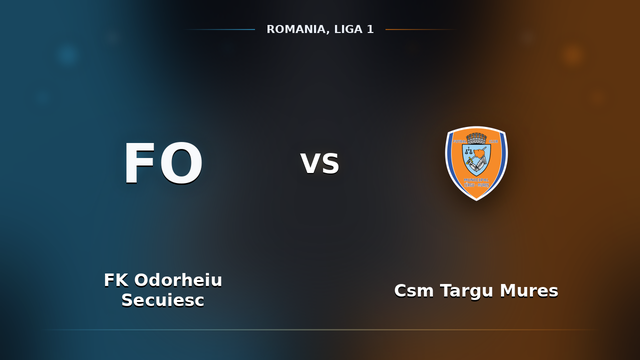 ROMANIA, LIGA 1
FO
VS
FK Odorheiu
Secuiesc
Csm Targu Mures